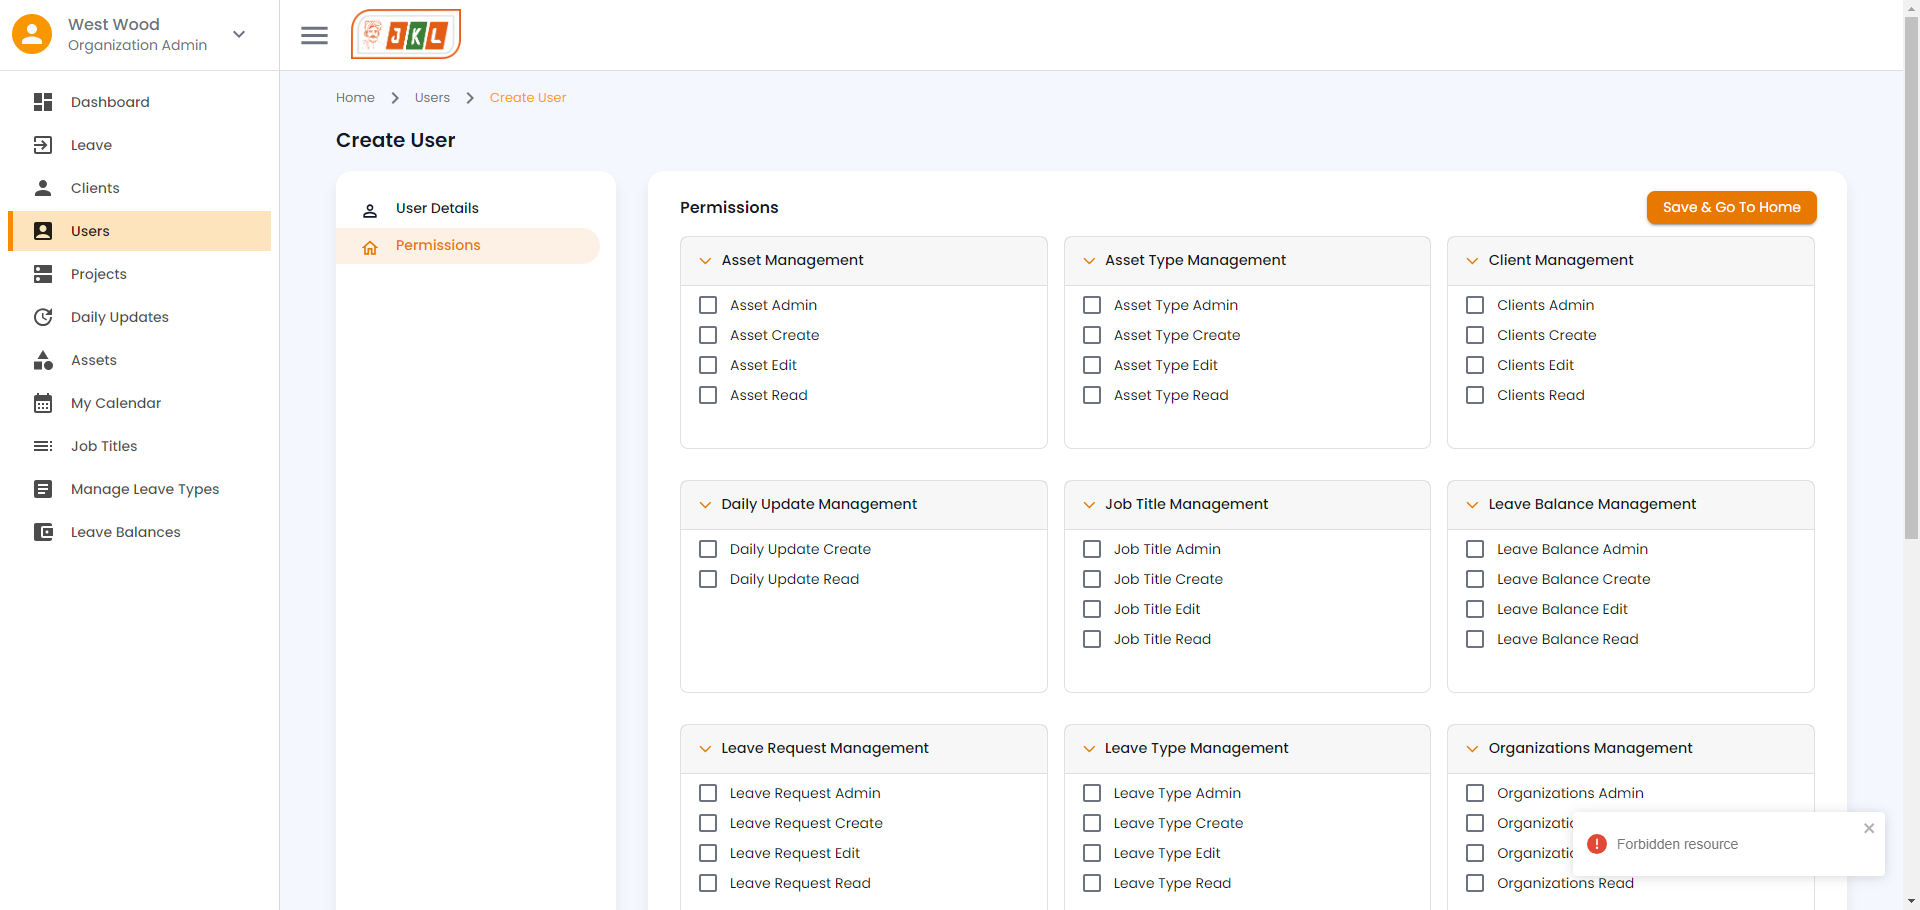 West Wood
Organization Admin
JKL
Dashboard
Leave
Clients
Users
Projects
Daily Updates
Assets
My Calendar
Job Titles
Manage Leave Types
Leave Balances
Home
Users
Create User
Create User
User Details
Permissions
Permissions
Save & Go To Home
Asset Management
Asset Admin
Asset Create
Asset Edit
Asset Read
Asset Type Management
Asset Type Admin
Asset Type Create
Asset Type Edit
Asset Type Read
Client Management
Clients Admin
Clients Create
Clients Edit
Clients Read
Daily Update Management
Daily Update Create
Daily Update Read
Job Title Management
Job Title Admin
Job Title Create
Job Title Edit
Job Title Read
Leave Balance Management
Leave Balance Admin
Leave Balance Create
Leave Balance Edit
Leave Balance Read
Leave Request Management
Leave Request Admin
Leave Request Create
Leave Request Edit
Leave Request Read
Leave Type Management
Leave Type Admin
Leave Type Create
Leave Type Edit
Leave Type Read
Organizations Management
Organizations Admin
Organizations Read
Forbidden resource